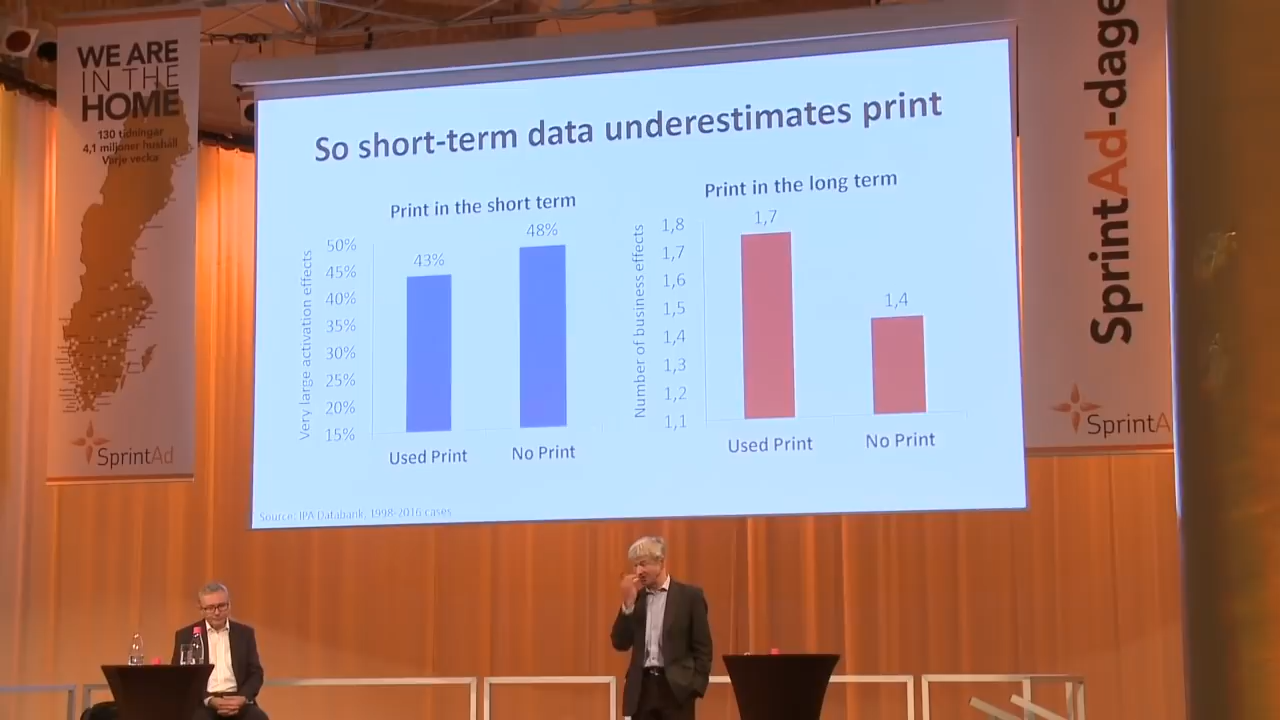 WE ARE
IN THE
HOME
130 tidningar
4,1 miljoner hushåll
Varje vecka
SprintAd
So short-term data underestimates print
Print in the short term
Very large activation effects
50%
45%
40%
35%
30%
25%
20%
15%
43%
48%
Used Print
No Print
Print in the long term
Number of business effects
1,8
1,7
1,6
1,5
1,4
1,3
1,2
1,1
1,7
1,4
Used Print
No Print
Source: IPA Databank, 1998-2016 cases
SprintAd-dage
SprintA